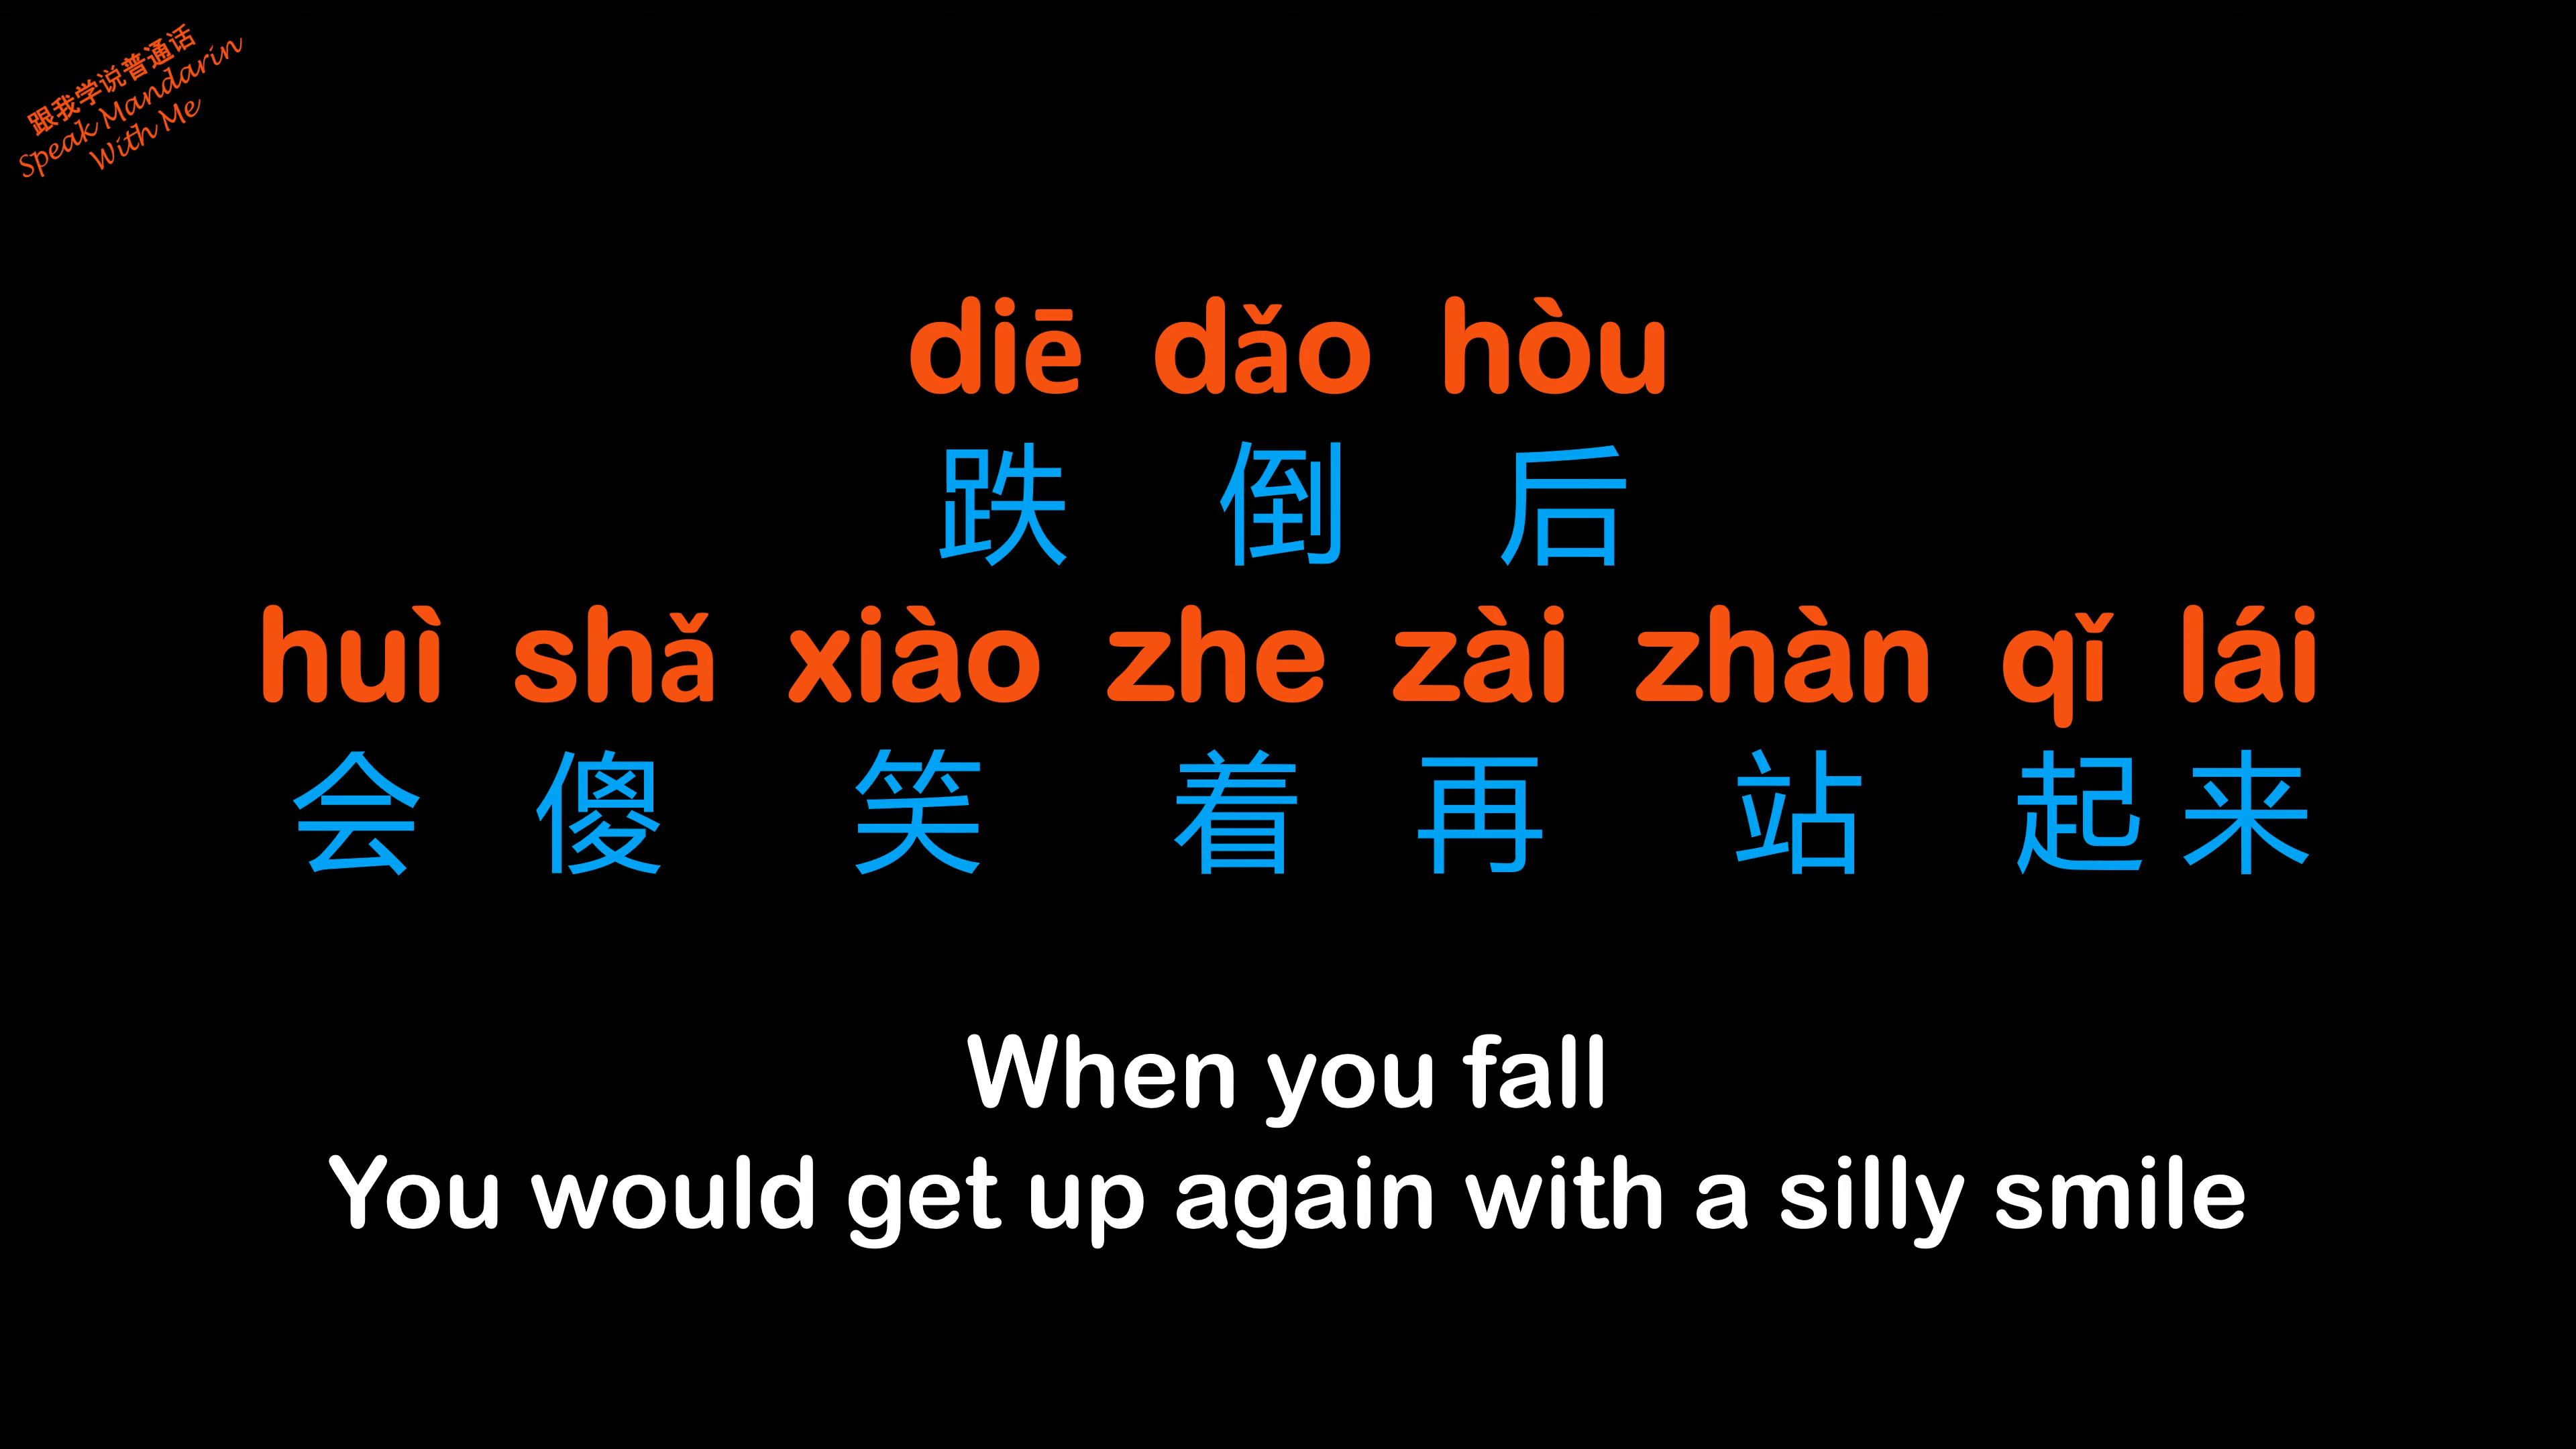 跟我学说普通话
Speak Mandarin
With Me
diē dǎo hòu
跌 倒 后
huì shǎ xiào zhe zài zhàn qǐ lái
会 傻 笑 着 再 站 起 来
When you fall
You would get up again with a silly smile